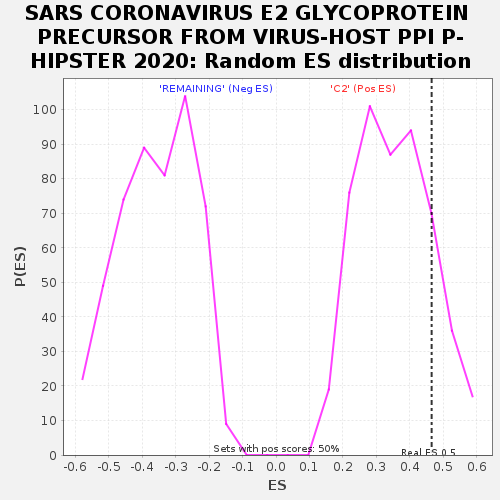 SARS CORONAVIRUS E2 GLYCOPROTEIN
PRECURSOR FROM VIRUS-HOST PPI P-
HIPSTER 2020: Random ES distribution
'REMAINING' (Neg ES) 'C2' (Pos ES)
100
90
80
70
60
50
40
30
20
10
0
P(ES)
Sets with pos scores: 50%
Real ES 0.5
-0.6 -0.5 -0.4 -0.3 -0.2 -0.1 0.0 0.1 0.2 0.3 0.4 0.5 0.6
ES